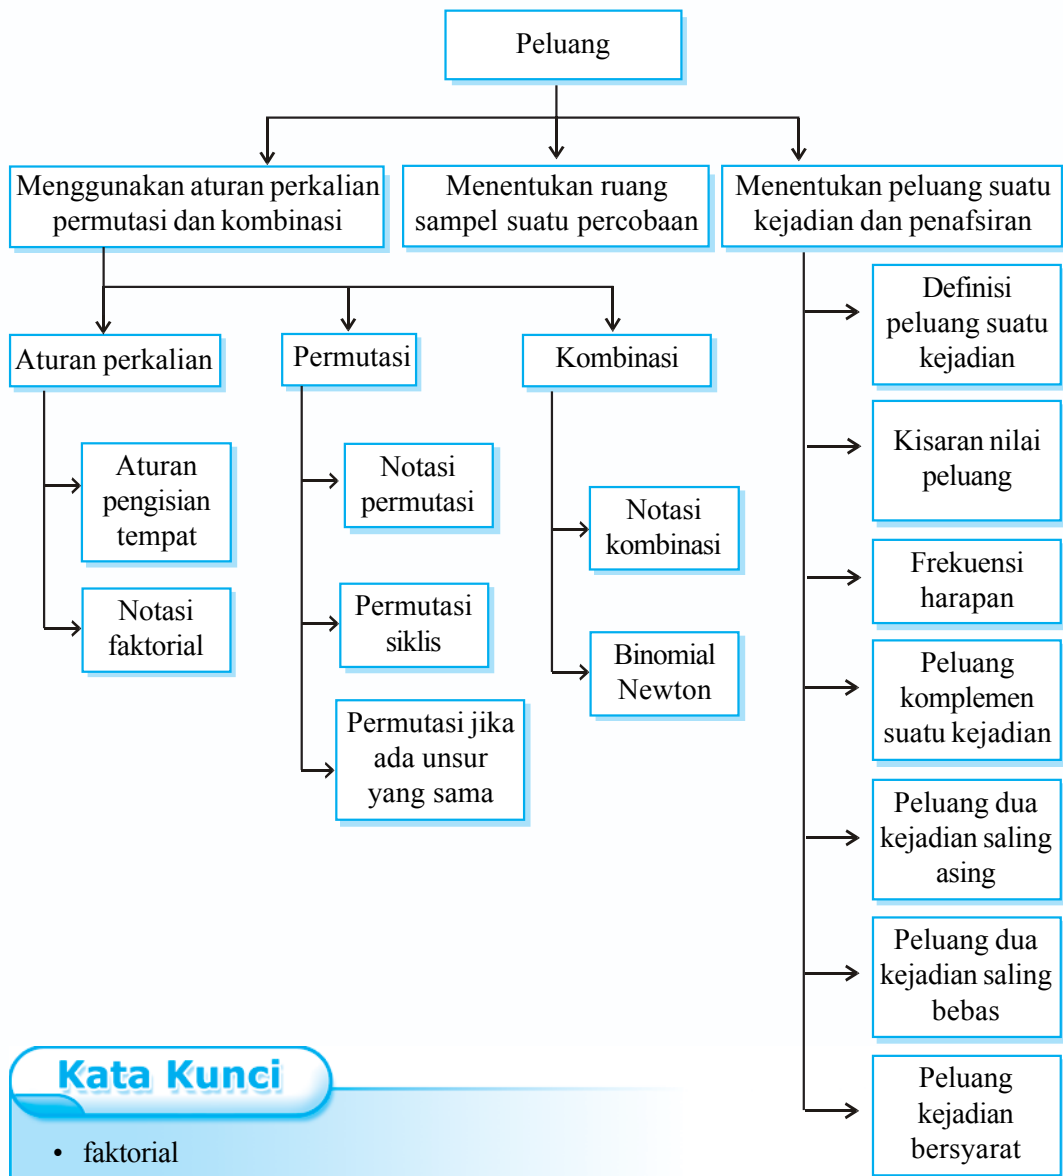 Peluang
Menggunakan aturan perkalian
permutasi dan kombinasi
Menentukan ruang
sampel suatu percobaan
Menentukan peluang suatu
kejadian dan penafsiran
Aturan perkalian
Aturan
pengisian
tempat
Notasi
faktorial
Permutasi
Notasi
permutasi
Permutasi
siklis
Permutasi jika
ada unsur
yang sama
Kombinasi
Notasi
kombinasi
Binomial
Newton
Definisi
peluang suatu
kejadian
Kisaran nilai
peluang
Frekuensi
harapan
Peluang
komplemen
suatu kejadian
Peluang dua
kejadian saling
asing
Peluang dua
kejadian saling
bebas
Peluang
kejadian
bersyarat
Kata Kunci
• faktorial